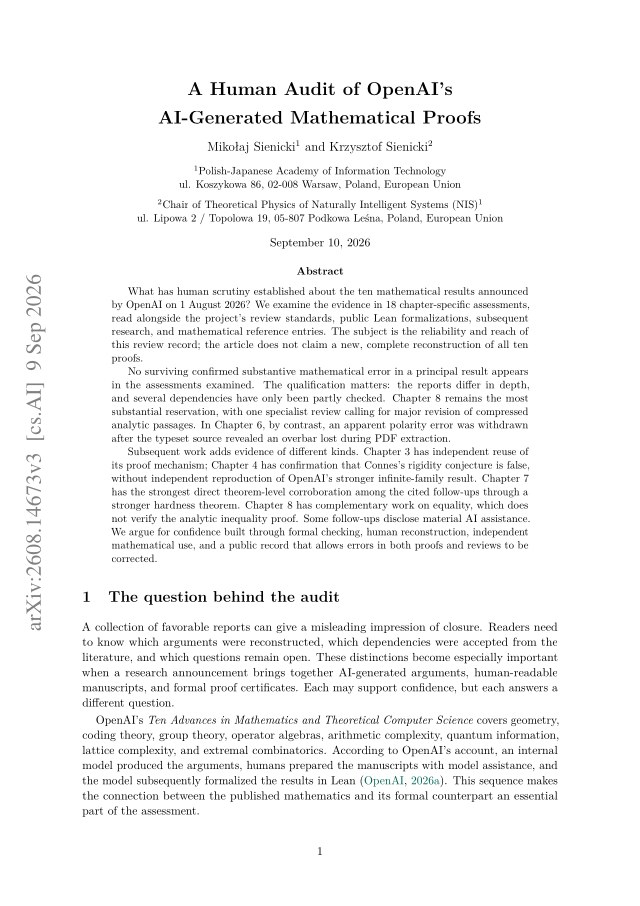 A Human Audit of OpenAI's
AI-Generated Mathematical Proofs
Mikołaj Sienicki¹ and Krzysztof Sienicki²
¹Polish-Japanese Academy of Information Technology
ul. Koszykowa 86, 02-008 Warsaw, Poland, European Union
²Chair of Theoretical Physics of Naturally Intelligent Systems (NIS)¹
ul. Lipowa 2 / Topolowa 19, 05-807 Podkowa Leśna, Poland, European Union
September 10, 2026
arXiv:2608.14673v3 [cs.AI] 9 Sep 2026
Abstract
What has human scrutiny established about the ten mathematical results announced
by OpenAI on 1 August 2026? We examine the evidence in 18 chapter-specific assessments,
read alongside the project's review standards, public Lean formalizations, subsequent
research, and mathematical reference entries. The subject is the reliability and reach of
this review record; the article does not claim a new, complete reconstruction of all ten
proofs.
No surviving confirmed substantive mathematical error in a principal result appears
in the assessments examined. The qualification matters: the reports differ in depth,
and several dependencies have only been partly checked. Chapter 8 remains the most
substantial reservation, with one specialist review calling for major revision of compressed
analytic passages. In Chapter 6, by contrast, an apparent polarity error was withdrawn
after the typeset source revealed an overbar lost during PDF extraction.
Subsequent work adds evidence of different kinds. Chapter 3 has independent reuse of
its proof mechanism; Chapter 4 has confirmation that Connes's rigidity conjecture is false,
without independent reproduction of OpenAI's stronger infinite-family result. Chapter 7
has the strongest direct theorem-level corroboration among the cited follow-ups through a
stronger hardness theorem. Chapter 8 has complementary work on equality, which does
not verify the analytic inequality proof. Some follow-ups disclose material AI assistance.
We argue for confidence built through formal checking, human reconstruction, independent
mathematical use, and a public record that allows errors in both proofs and reviews to be
corrected.
1 The question behind the audit
A collection of favorable reports can give a misleading impression of closure. Readers need
to know which arguments were reconstructed, which dependencies were accepted from the
literature, and which questions remain open. These distinctions become especially important
when a research announcement brings together AI-generated arguments, human-readable
manuscripts, and formal proof certificates. Each may support confidence, but each answers a
different question.
OpenAI's Ten Advances in Mathematics and Theoretical Computer Science covers geometry,
coding theory, group theory, operator algebras, arithmetic complexity, quantum information,
lattice complexity, and extremal combinatorics. According to OpenAI's account, an internal
model produced the arguments, humans prepared the manuscripts with model assistance, and
the model subsequently formalized the results in Lean (OpenAI, 2026a). This sequence makes
the connection between the published mathematics and its formal counterpart an essential
part of the assessment.
1